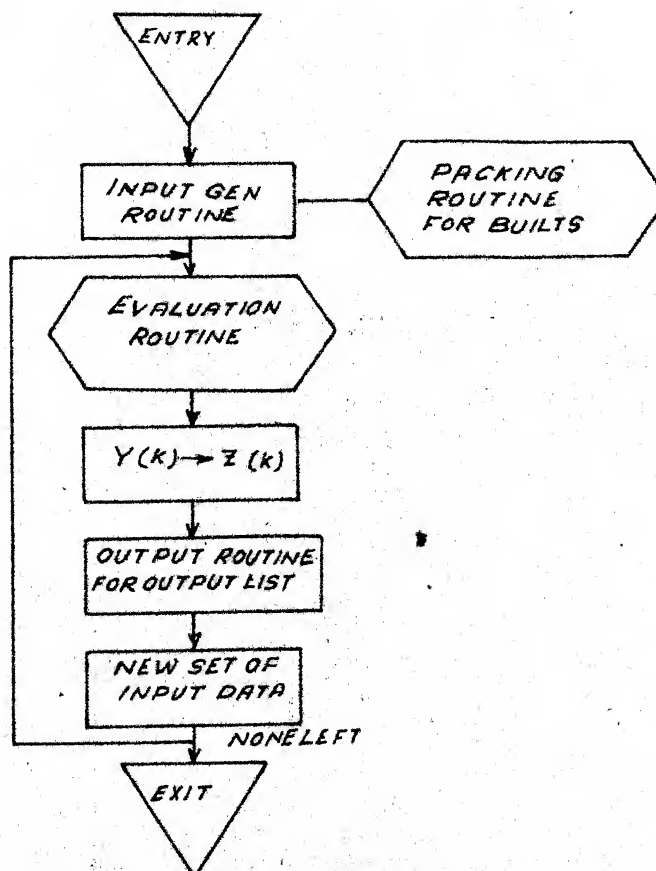 ENTRY
INPUT GEN
ROUTINE
PACKING
ROUTINE
FOR BUILTS
EVALUATION
ROUTINE
Y(K)→Z(K)
OUTPUT ROUTINE
FOR OUTPUT LIST
NEW SET OF
INPUT DATA
NONE LEFT
EXIT